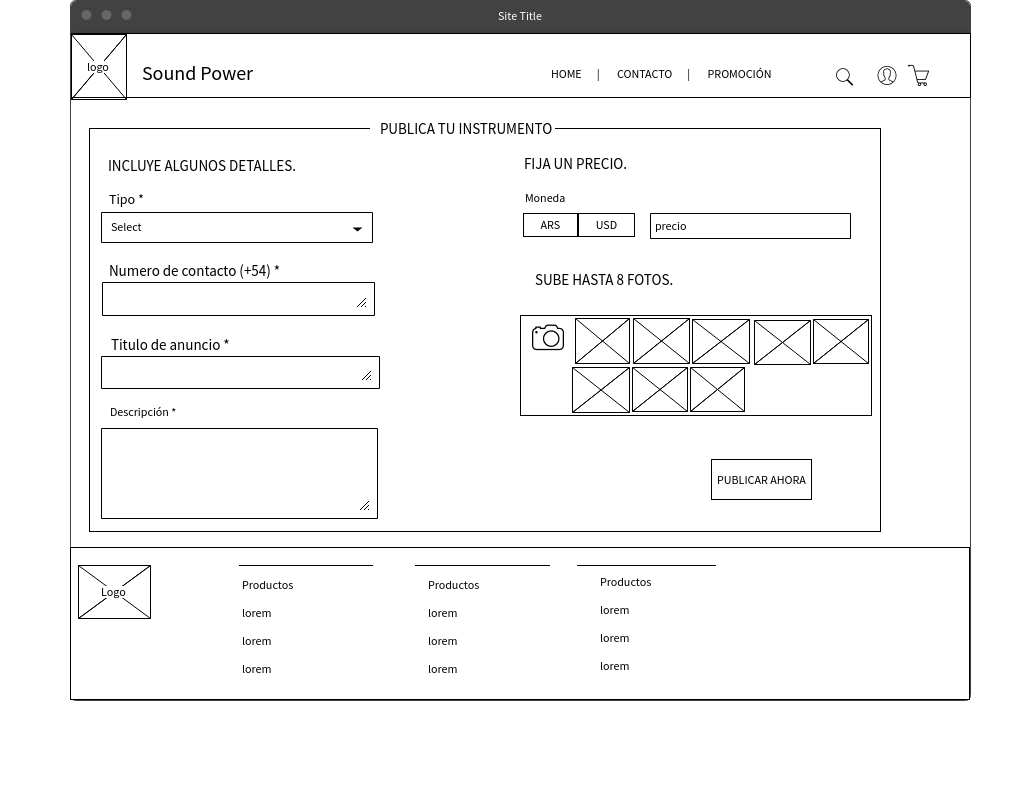 Site Title
logo
Sound Power
HOME | CONTACTO | PROMOCIÓN
PUBLICA TU INSTRUMENTO
INCLUYE ALGUNOS DETALLES.
Tipo *
Select
Numero de contacto (+54) *
Titulo de anuncio *
Descripción *
FIJA UN PRECIO.
Moneda
ARS USD precio
SUBE HASTA 8 FOTOS.
PUBLICAR AHORA
Logo
Productos
lorem
lorem
lorem
Productos
lorem
lorem
lorem
Productos
lorem
lorem
lorem